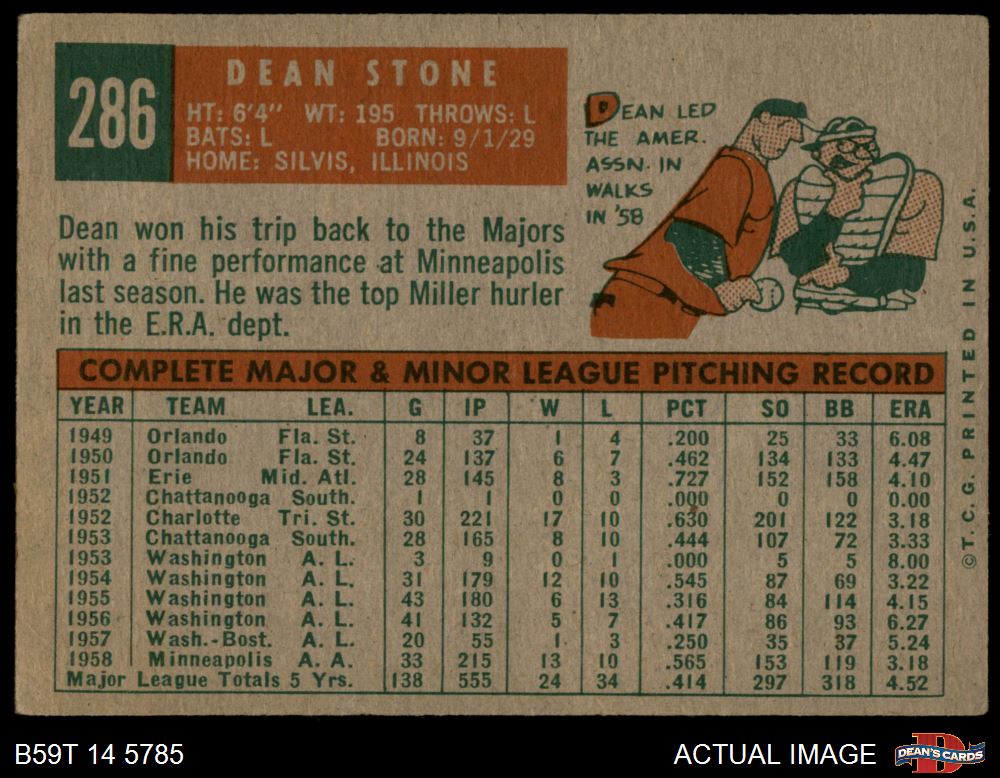 286
DEAN STONE
HT: 6'4" WT: 195 THROWS: L
BATS: L BORN: 9/1/29
HOME: SILVIS, ILLINOIS
DEAN LED
THE AMER.
ASSN. IN
WALKS
IN '58
Dean won his trip back to the Majors
with a fine performance at Minneapolis
last season. He was the top Miller hurler
in the E.R.A. dept.
COMPLETE MAJOR & MINOR LEAGUE PITCHING RECORD
YEAR TEAM LEA. G IP W L PCT SO BB ERA
1949 Orlando Fla. St. 8 37 1 4 .200 25 33 6.08
1950 Orlando Fla. St. 24 137 6 7 .462 134 133 4.47
1951 Erie Mid. Atl. 28 145 8 3 .727 152 158 4.10
1952 Chattanooga South. 1 1 0 0 .000 0 0 0.00
1952 Charlotte Tri. St. 30 221 17 10 .630 201 122 3.18
1953 Chattanooga South. 28 165 8 10 .444 107 72 3.33
1953 Washington A. L. 3 9 0 1 .000 5 5 8.00
1954 Washington A. L. 31 179 12 10 .545 87 69 3.22
1955 Washington A. L. 43 180 6 13 .316 84 114 4.15
1956 Washington A. L. 41 132 5 7 .417 86 93 6.27
1957 Wash.-Bost. A. L. 20 55 1 3 .250 35 37 5.24
1958 Minneapolis A. A. 33 215 13 10 .565 153 119 3.18
Major League Totals 5 Yrs. 138 555 24 34 .414 297 318 4.52
©T.C.G. PRINTED IN U.S.A.
B59T 14 5785
ACTUAL IMAGE
DEAN'S CARDS